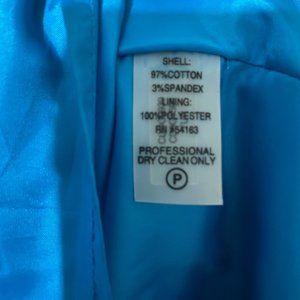 SHELL:
97%COTTON
3%SPANDEX
LINING:
100%POLYESTER
RN #54163
PROFESSIONAL
DRY CLEAN ONLY
P